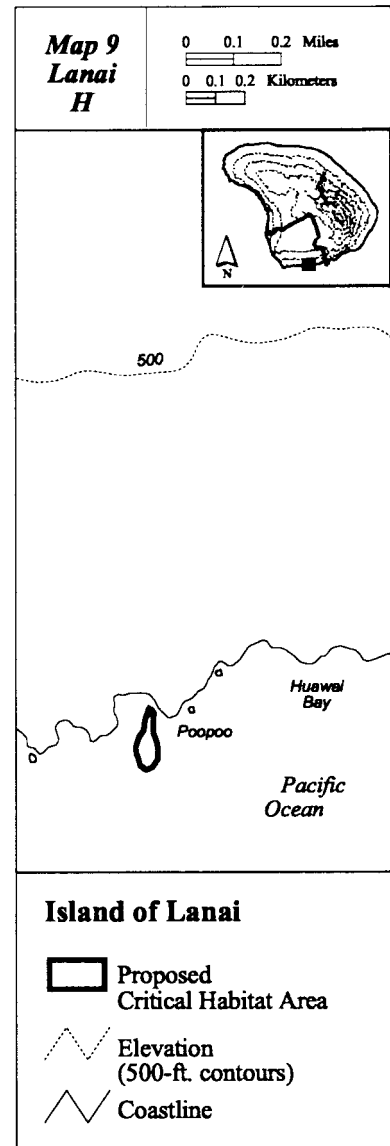 Map 9
Lanai
H
0 0.1 0.2 Miles
0 0.1 0.2 Kilometers
N
500
Huawai
Bay
Poopoo
Pacific
Ocean
Island of Lanai
Proposed
Critical Habitat Area
Elevation
(500-ft. contours)
Coastline